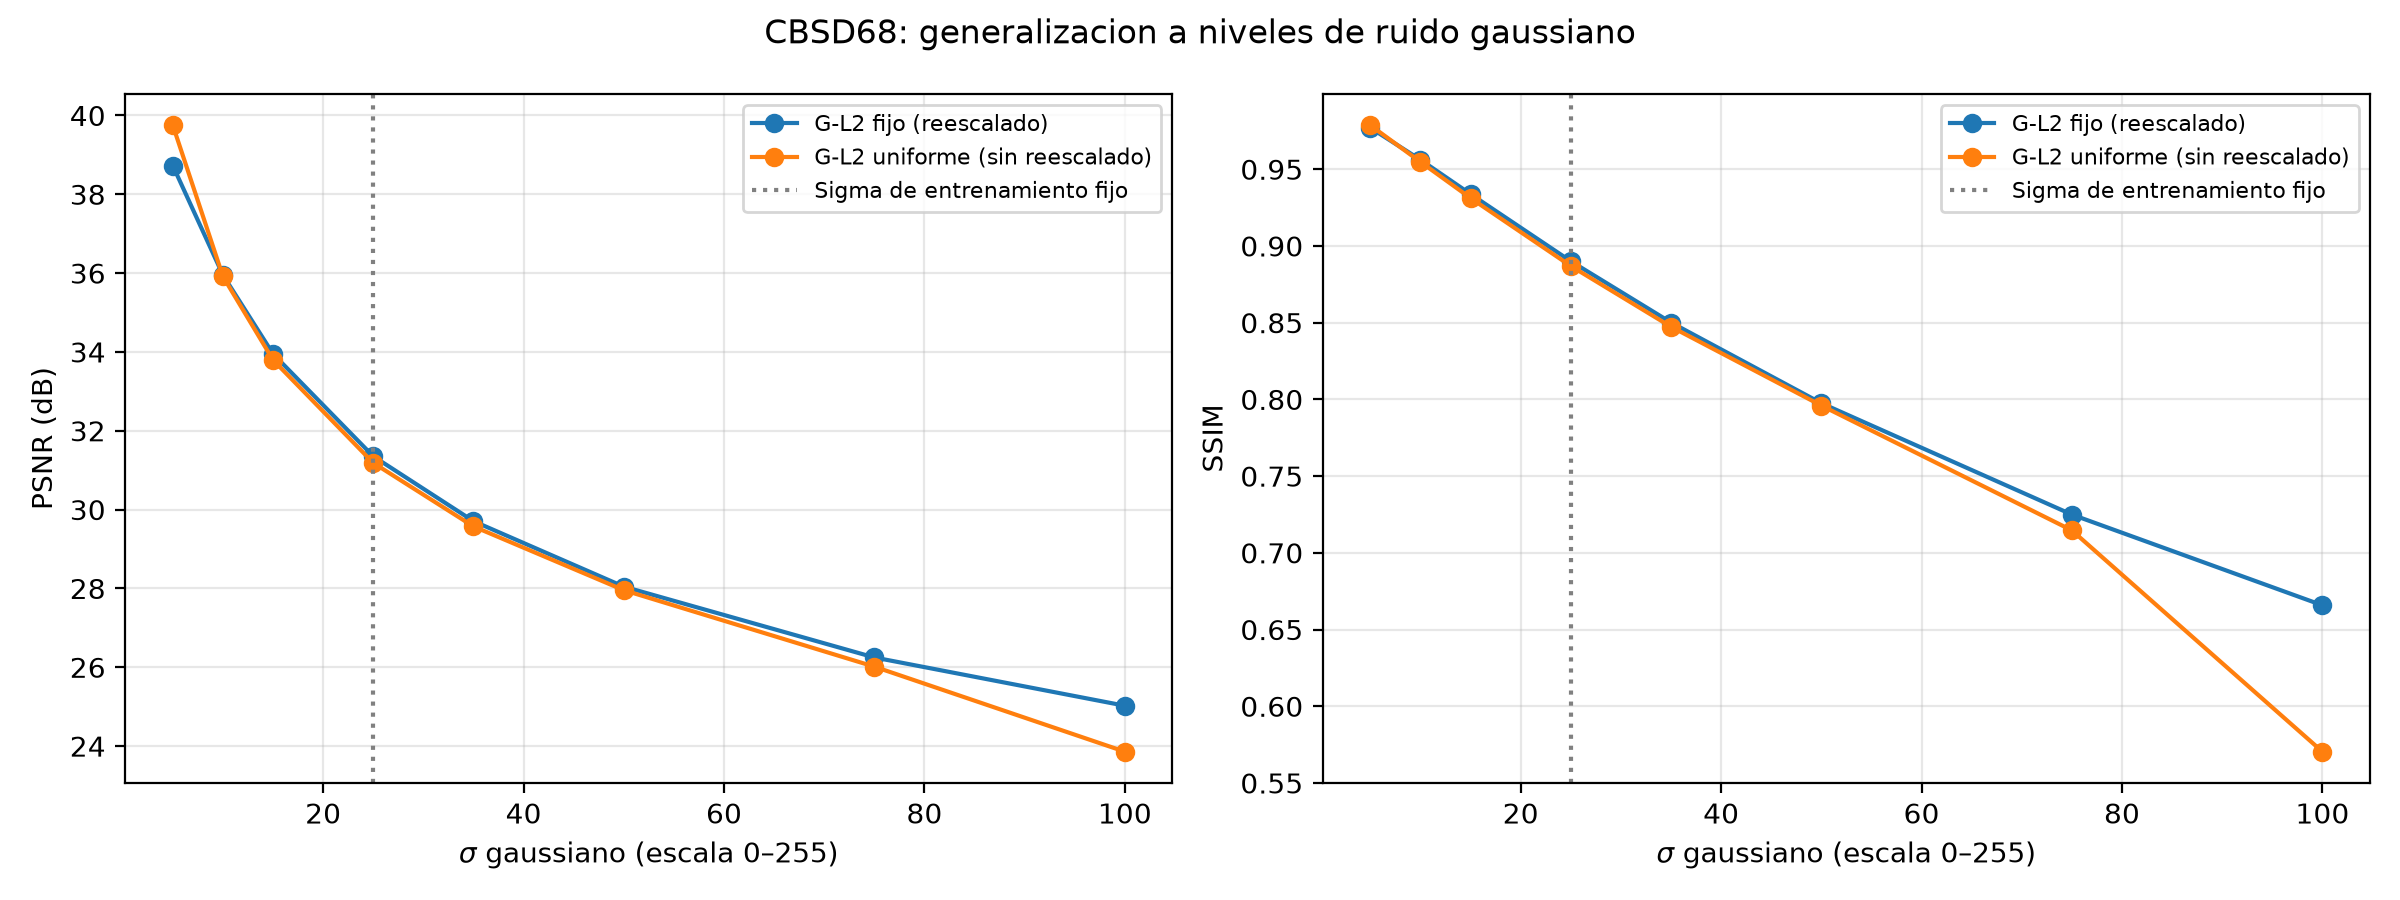 CBSD68: generalizacion a niveles de ruido gaussiano
PSNR (dB)
40
38
36
34
32
30
28
26
24
20
40
60
80
100
σ gaussiano (escala 0–255)
G-L2 fijo (reescalado)
G-L2 uniforme (sin reescalado)
Sigma de entrenamiento fijo
SSIM
0.95
0.90
0.85
0.80
0.75
0.70
0.65
0.60
0.55
20
40
60
80
100
σ gaussiano (escala 0–255)
G-L2 fijo (reescalado)
G-L2 uniforme (sin reescalado)
Sigma de entrenamiento fijo